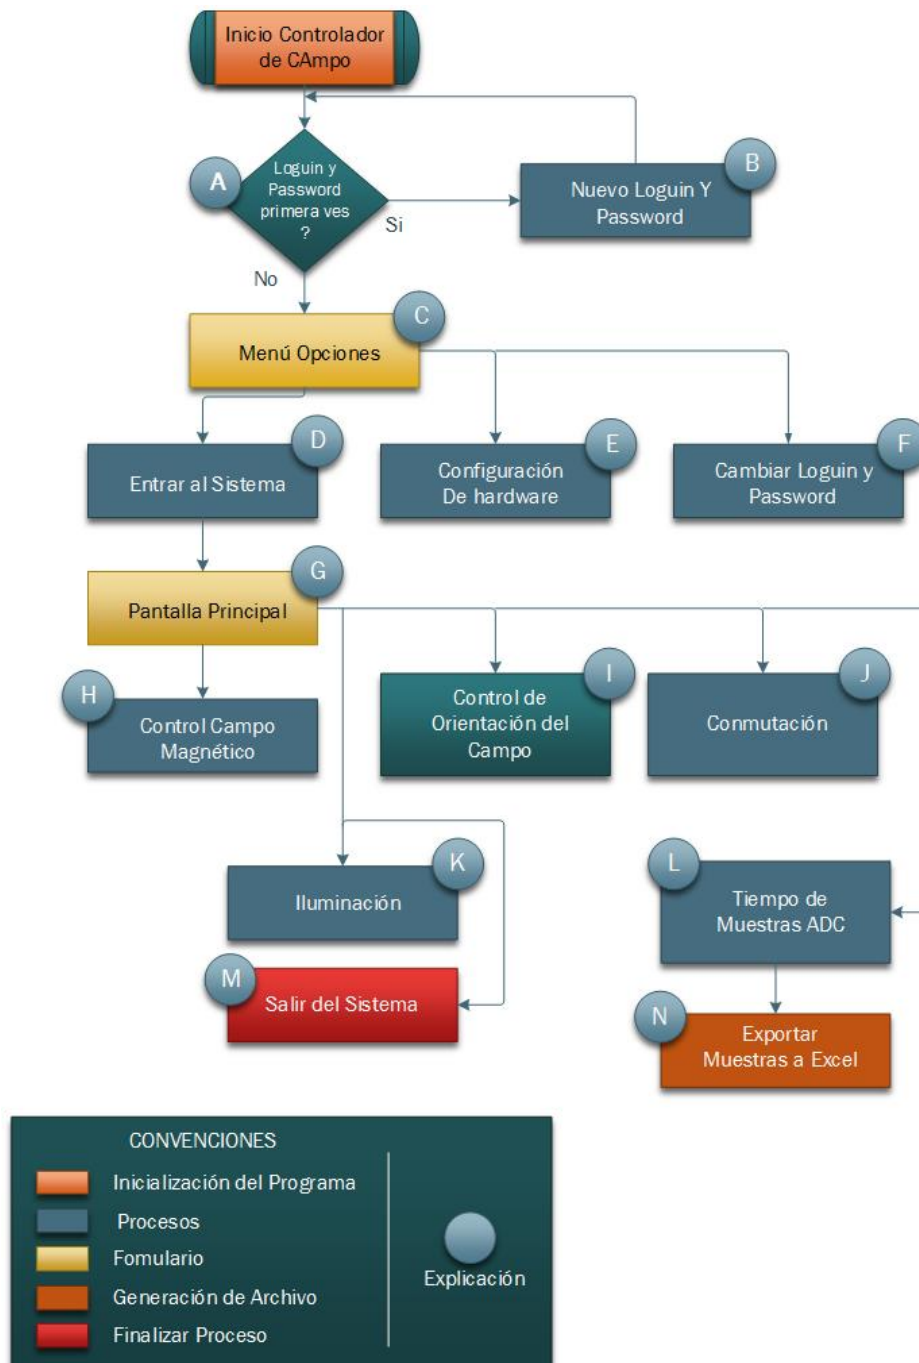 Inicio Controlador
de CAmpo
A
Loguin y
Password
primera ves
?
Si
B
Nuevo Loguin Y
Password
No
C
Menú Opciones
D
Entrar al Sistema
E
Configuración
De hardware
F
Cambiar Loguin y
Password
G
Pantalla Principal
H
Control Campo
Magnético
I
Control de
Orientación del
Campo
J
Conmutación
K
Iluminación
L
Tiempo de
Muestras ADC
M
Salir del Sistema
N
Exportar
Muestras a Excel
CONVENCIONES
Inicialización del Programa
Procesos
Fomulario
Generación de Archivo
Finalizar Proceso
Explicación